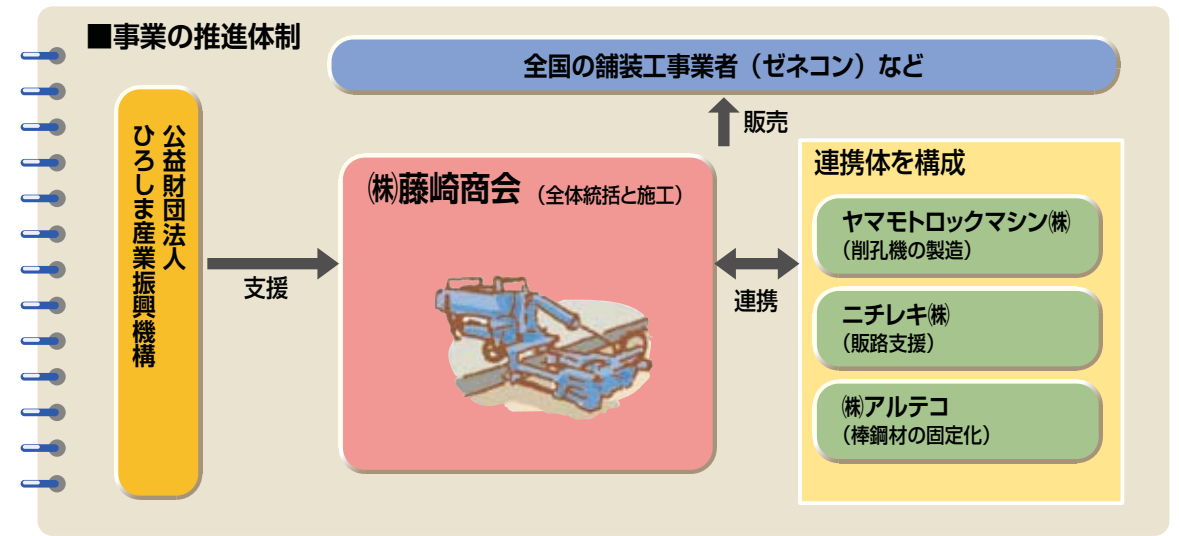 ■事業の推進体制
全国の舗装工事業者（ゼネコン）など
販売
公益財団法人
ひろしま産業振興機構
支援
㈱藤崎商会（全体統括と施工）
連携
連携体を構成
ヤマモトロックマシン㈱
（削孔機の製造）
ニチレキ㈱
（販路支援）
㈱アルテコ
（棒鋼材の固定化）